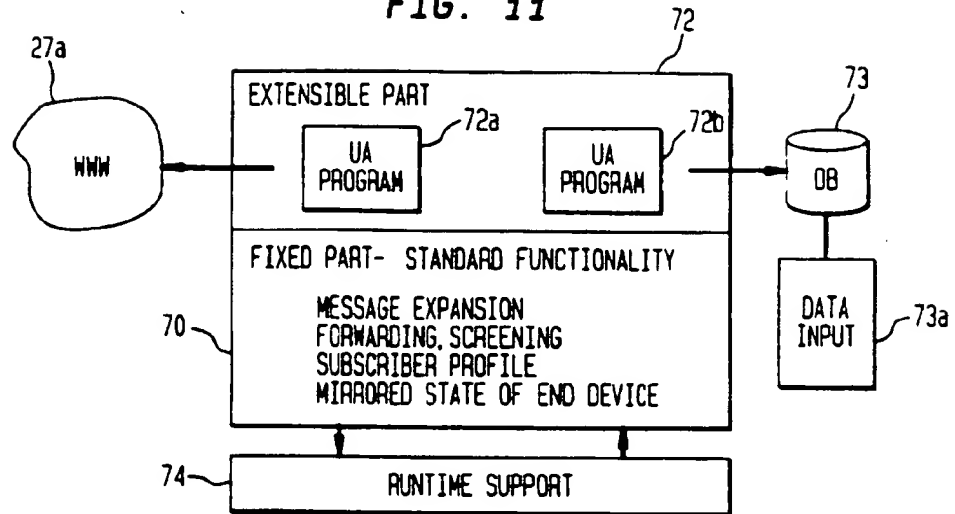 FIG. 11
27a
72
EXTENSIBLE PART
72a
72b
73
WWW
UA
PROGRAM
UA
PROGRAM
DB
FIXED PART- STANDARD FUNCTIONALITY
MESSAGE EXPANSION
FORWARDING, SCREENING
SUBSCRIBER PROFILE
MIRRORED STATE OF END DEVICE
70
DATA
INPUT
73a
74
RUNTIME SUPPORT